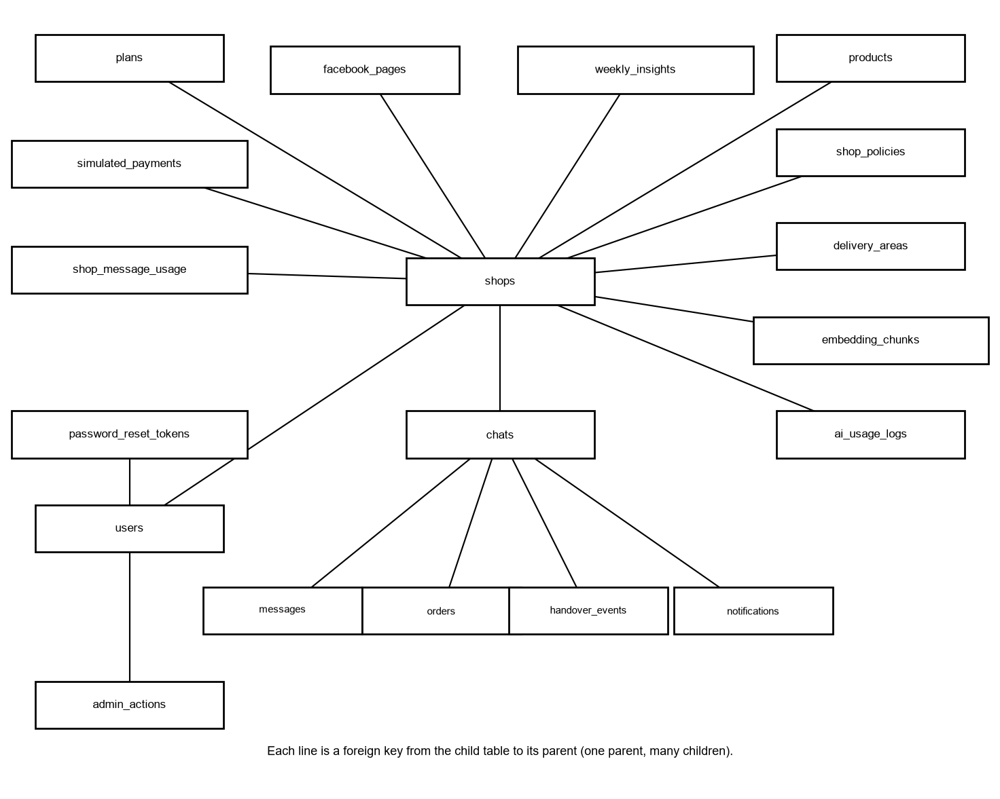 plans
facebook_pages
weekly_insights
products
simulated_payments
shop_policies
shop_message_usage
shops
delivery_areas
embedding_chunks
password_reset_tokens
chats
ai_usage_logs
users
messages
orders
handover_events
notifications
admin_actions
Each line is a foreign key from the child table to its parent (one parent, many children).